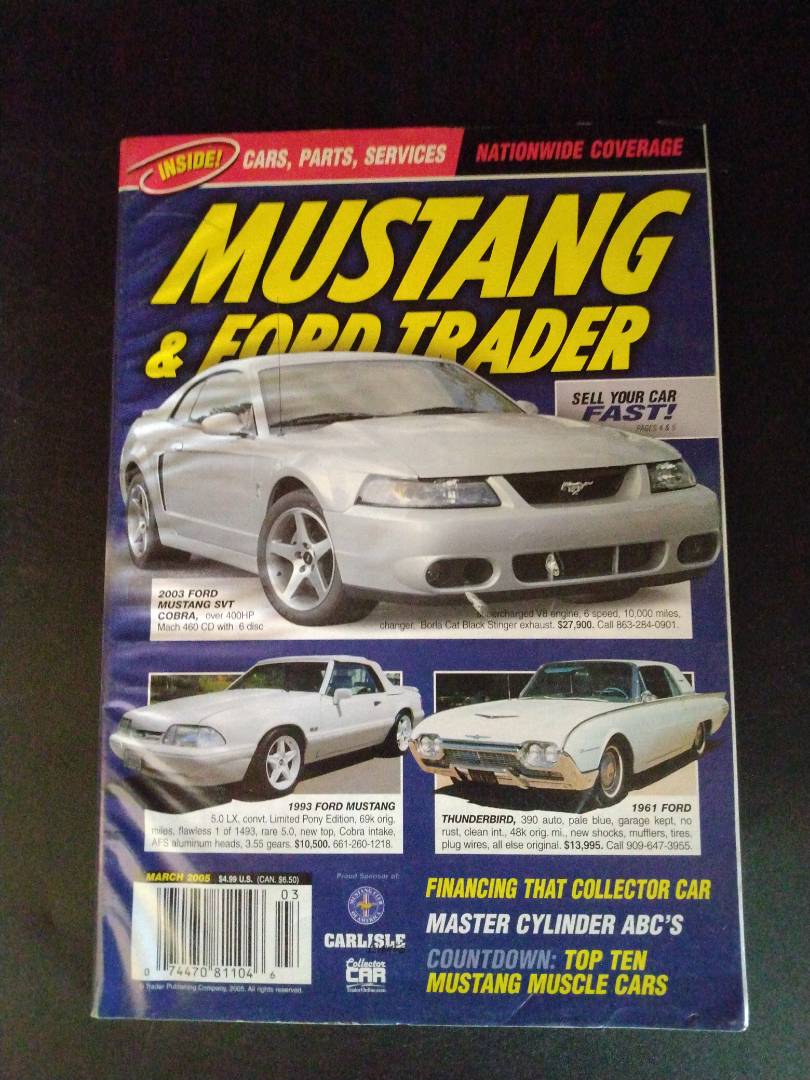 INSIDE! CARS, PARTS, SERVICES NATIONWIDE COVERAGE
MUSTANG
& FORD TRADER
SELL YOUR CAR
FAST!
PAGES 4 & 5
2003 FORD
MUSTANG SVT
COBRA, over 400HP
Mach 460 CD with 6 disc
supercharged V8 engine, 6 speed, 10,000 miles,
changer, Borla Cat Black Stinger exhaust. $27,900. Call 863-284-0901.
1993 FORD MUSTANG
5.0 LX, convt. Limited Pony Edition, 69k orig.
miles, flawless 1 of 1493, rare 5.0, new top, Cobra intake,
AFS aluminum heads, 3.55 gears. $10,500. 661-260-1218.
1961 FORD
THUNDERBIRD, 390 auto, pale blue, garage kept, no
rust, clean int., 48k orig. mi., new shocks, mufflers, tires,
plug wires, all else original. $13,995. Call 909-647-3955.
MARCH 2005 $4.99 U.S. (CAN. $6.50)
03
0 74470 81104 6
© Trader Publishing Company, 2005. All rights reserved.
Proud Sponsor of:
MUSTANG CLUB
OF AMERICA
CARLISLE
Collector
CAR
TraderOnline.com
FINANCING THAT COLLECTOR CAR
MASTER CYLINDER ABC'S
COUNTDOWN: TOP TEN
MUSTANG MUSCLE CARS